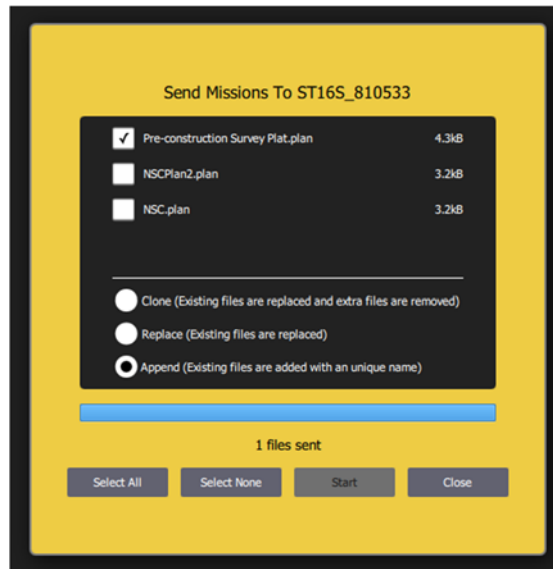 Send Missions To ST16S_810533
Pre-construction Survey Plat.plan 4.3kB
NSCPlan2.plan 3.2kB
NSC.plan 3.2kB
Clone (Existing files are replaced and extra files are removed)
Replace (Existing files are replaced)
Append (Existing files are added with an unique name)
1 files sent
Select All Select None Start Close